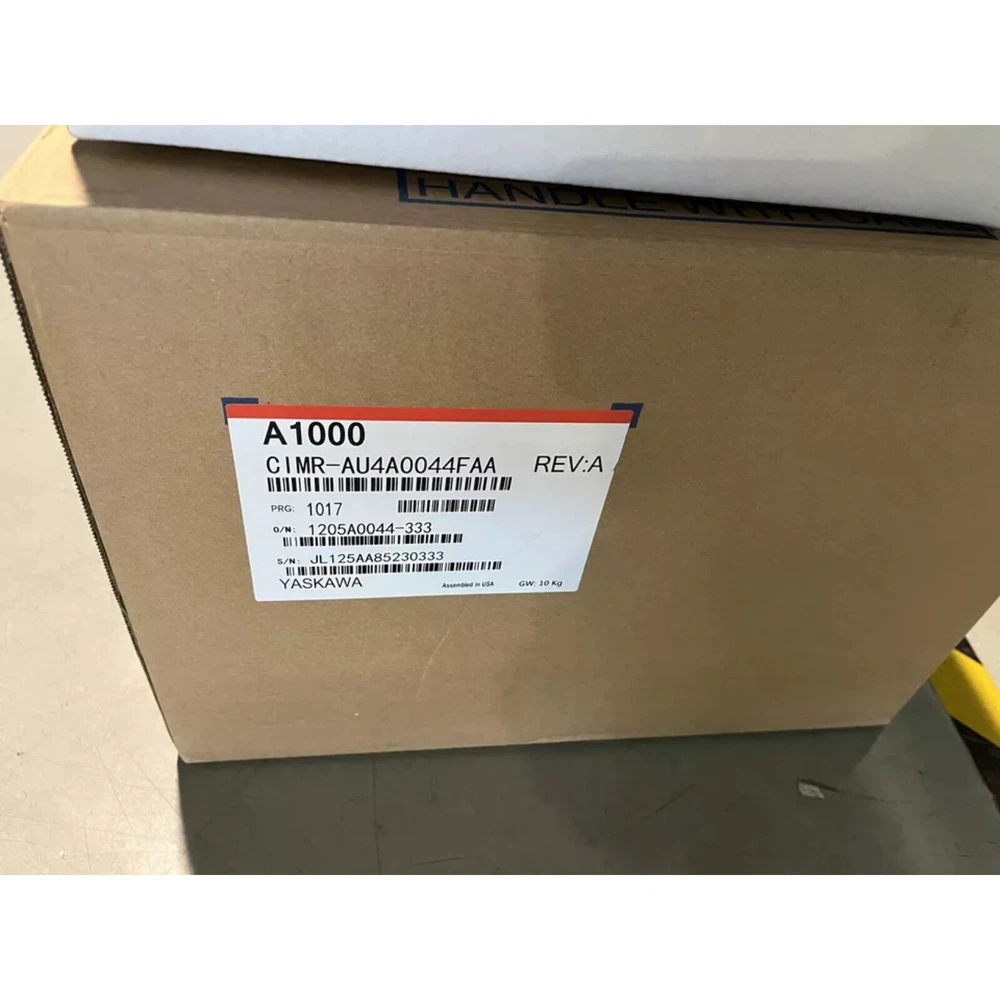 HANDLE WITH CARE
A1000
CIMR-AU4A0044FAA REV:A
PRG: 1017
O/N: 1205A0044-333
S/N: JL125AA85230333
YASKAWA Assembled in USA GW: 10 Kg